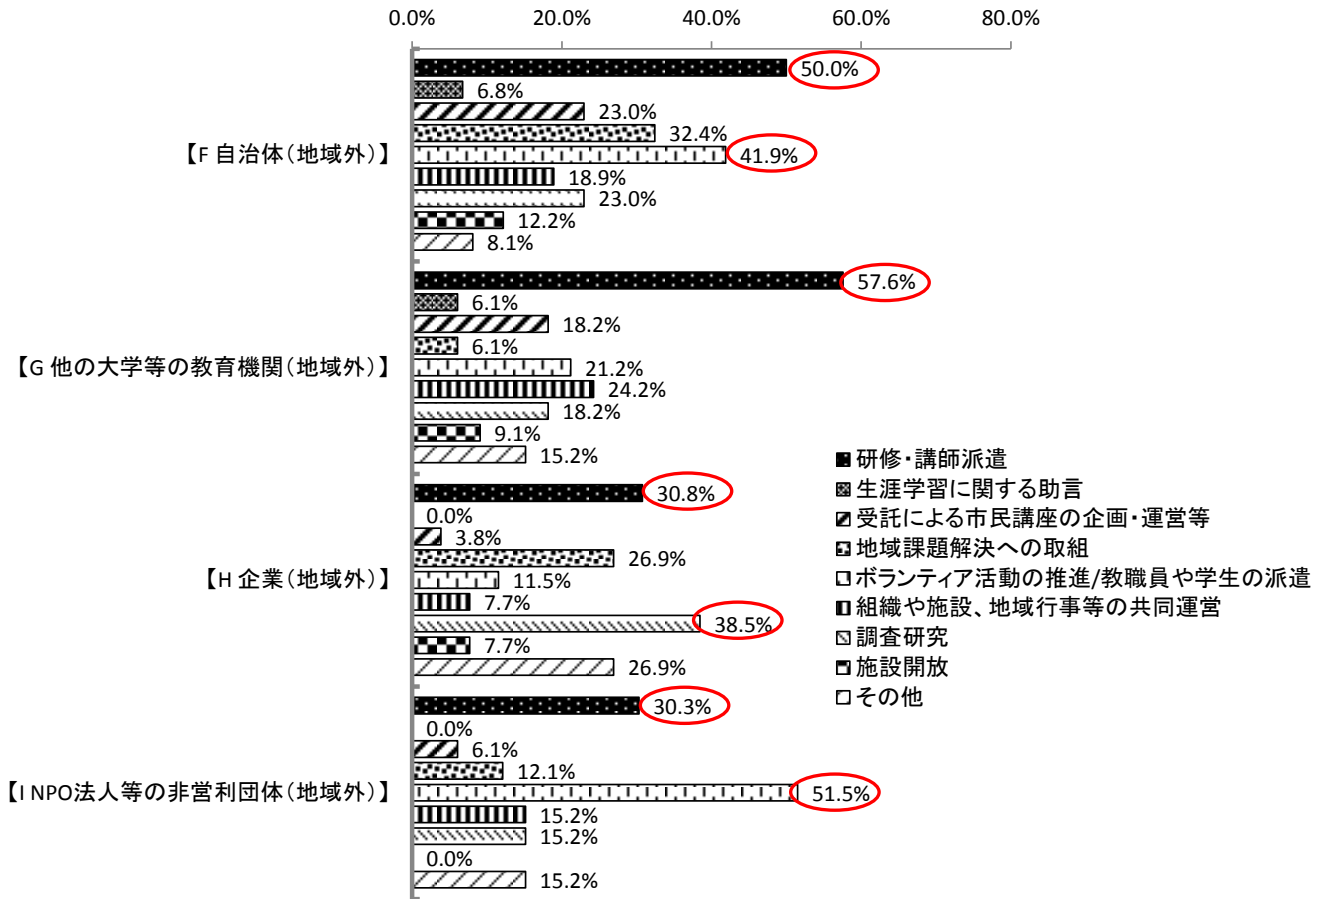 0.0% 20.0% 40.0% 60.0% 80.0%
【F 自治体（地域外）】
50.0%
6.8%
23.0%
32.4%
41.9%
18.9%
23.0%
12.2%
8.1%
【G 他の大学等の教育機関（地域外）】
57.6%
6.1%
18.2%
6.1%
21.2%
24.2%
18.2%
9.1%
15.2%
【H 企業（地域外）】
30.8%
0.0%
3.8%
26.9%
11.5%
7.7%
38.5%
7.7%
26.9%
【I NPO法人等の非営利団体（地域外）】
30.3%
0.0%
6.1%
12.1%
51.5%
15.2%
15.2%
0.0%
15.2%
研修・講師派遣
生涯学習に関する助言
受託による市民講座の企画・運営等
地域課題解決への取組
ボランティア活動の推進/教職員や学生の派遣
組織や施設、地域行事等の共同運営
調査研究
施設開放
その他